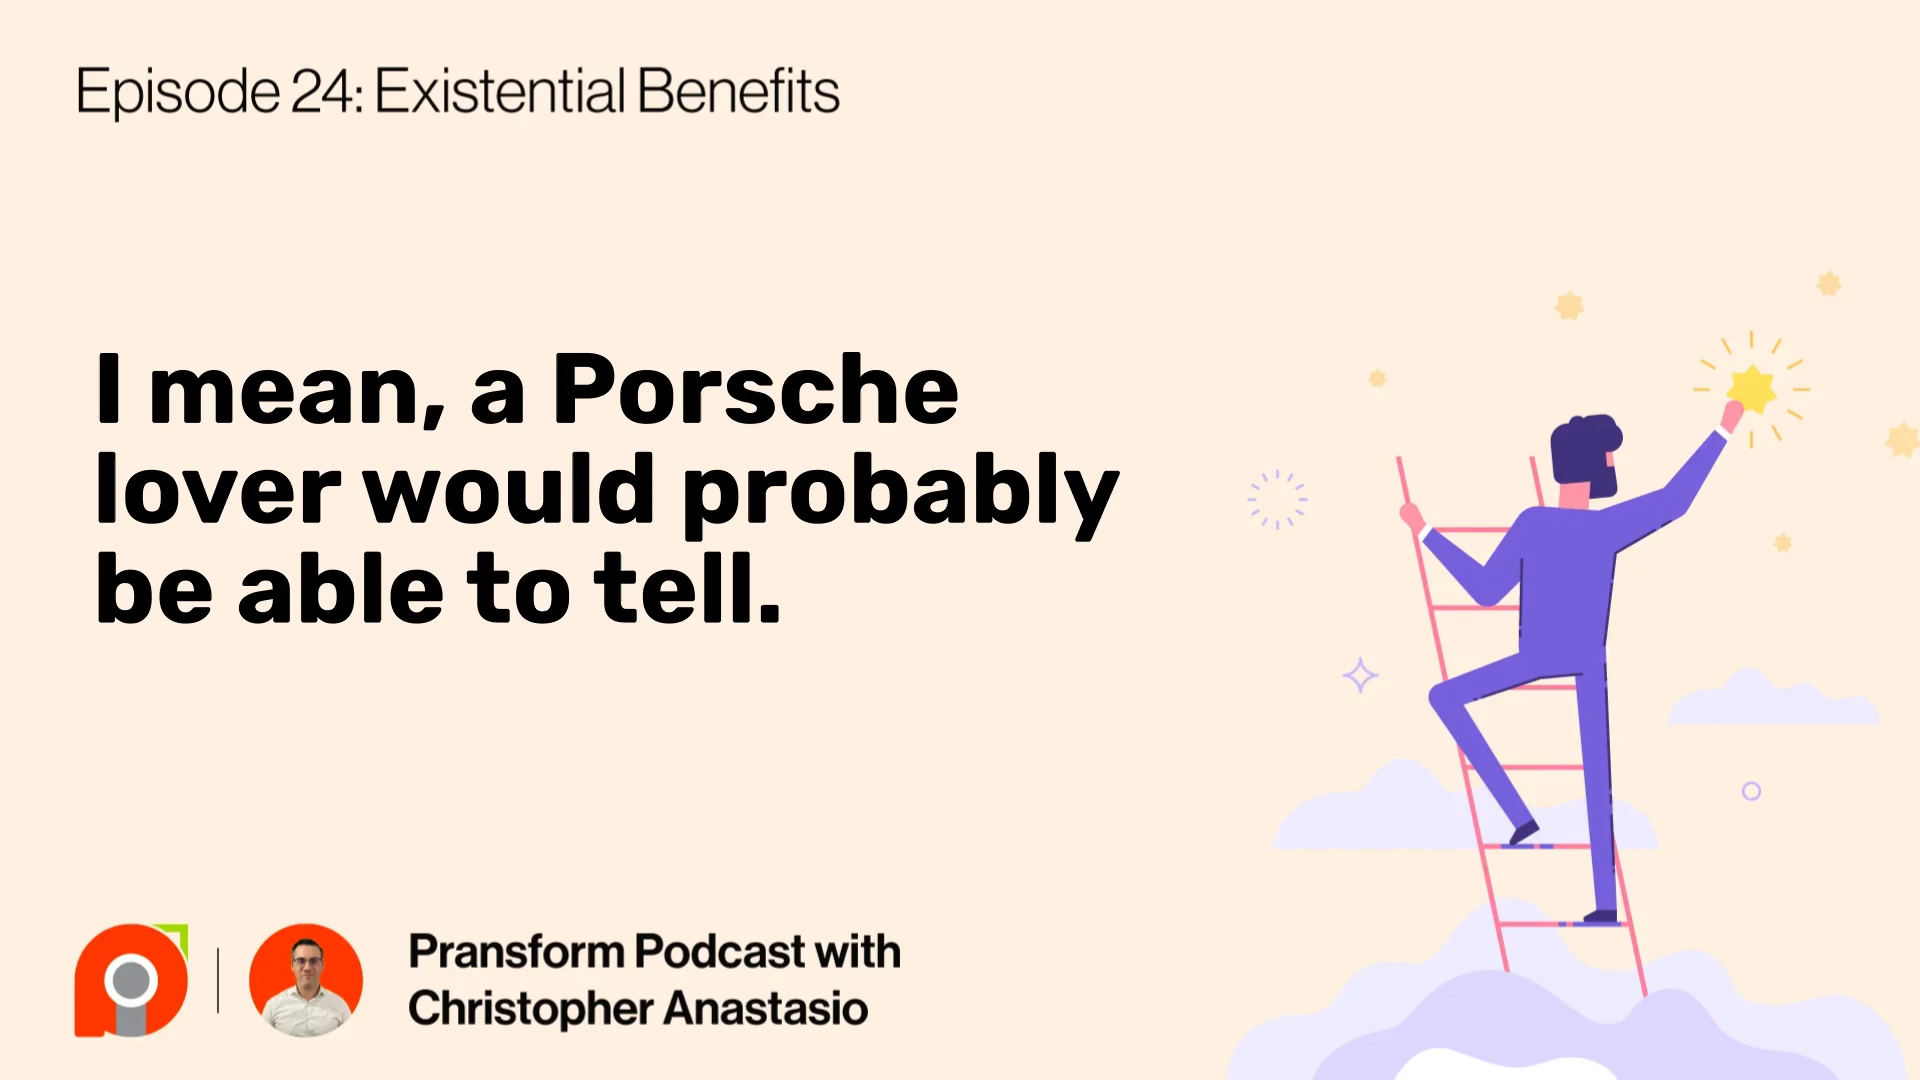 Episode 24: Existential Benefits
I mean, a Porsche
lover would probably
be able to tell.
Pransform Podcast with
Christopher Anastasio